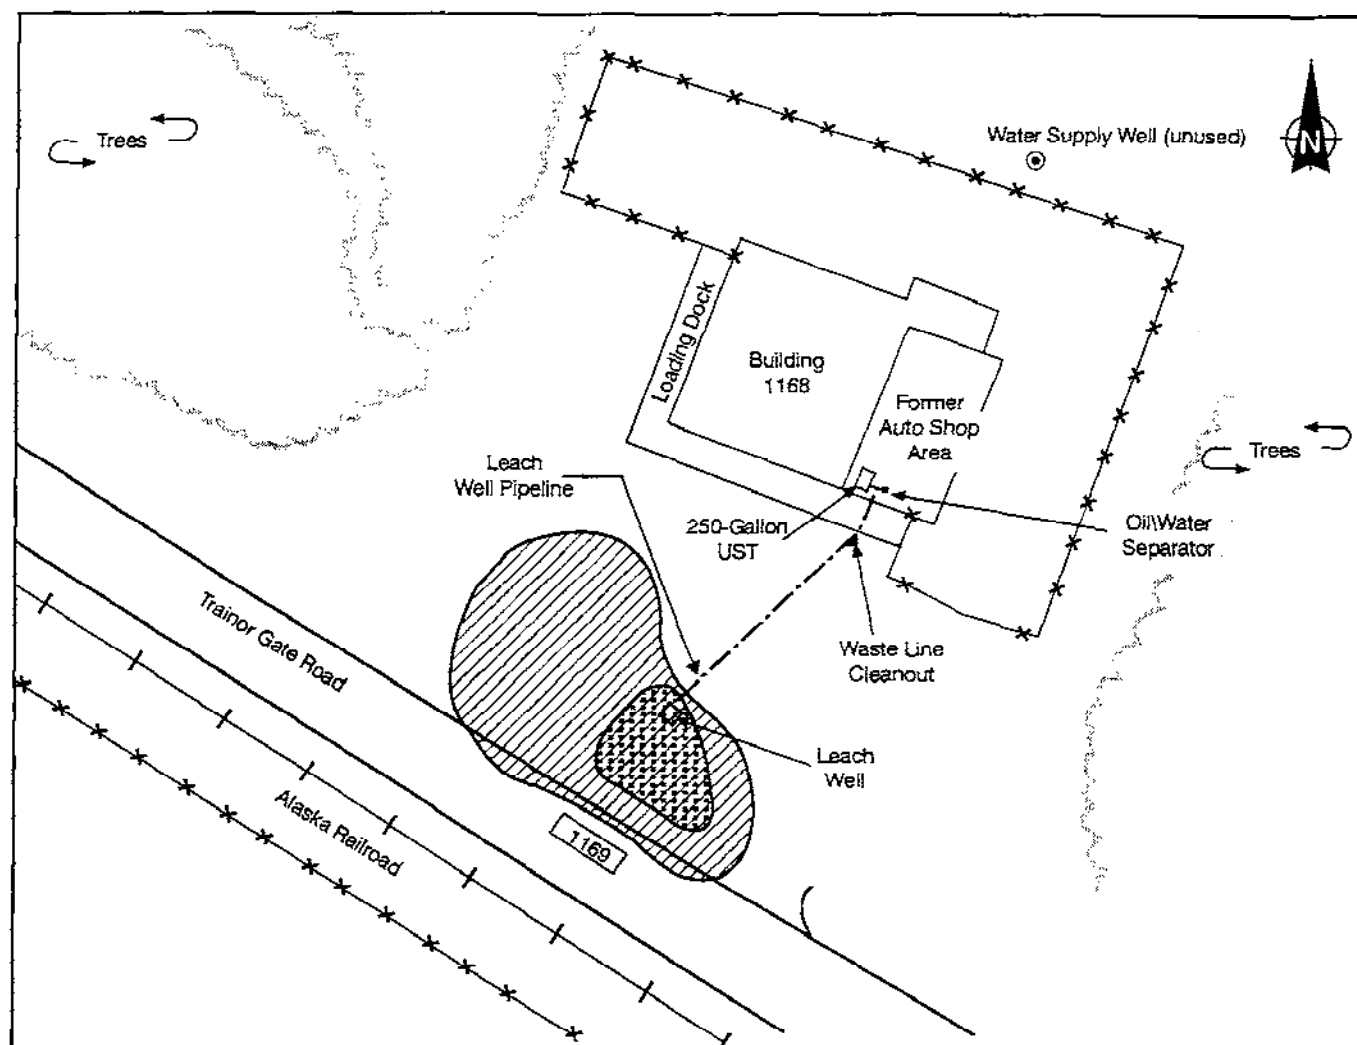 Trees
Water Supply Well (unused)
N
Loading Dock
Building
1168
Former
Auto Shop
Area
Trees
Leach
Well Pipeline
250-Gallon
UST
Oil\Water
Separator
Trainor Gate Road
Waste Line
Cleanout
Leach
Well
Alaska Railroad
1169